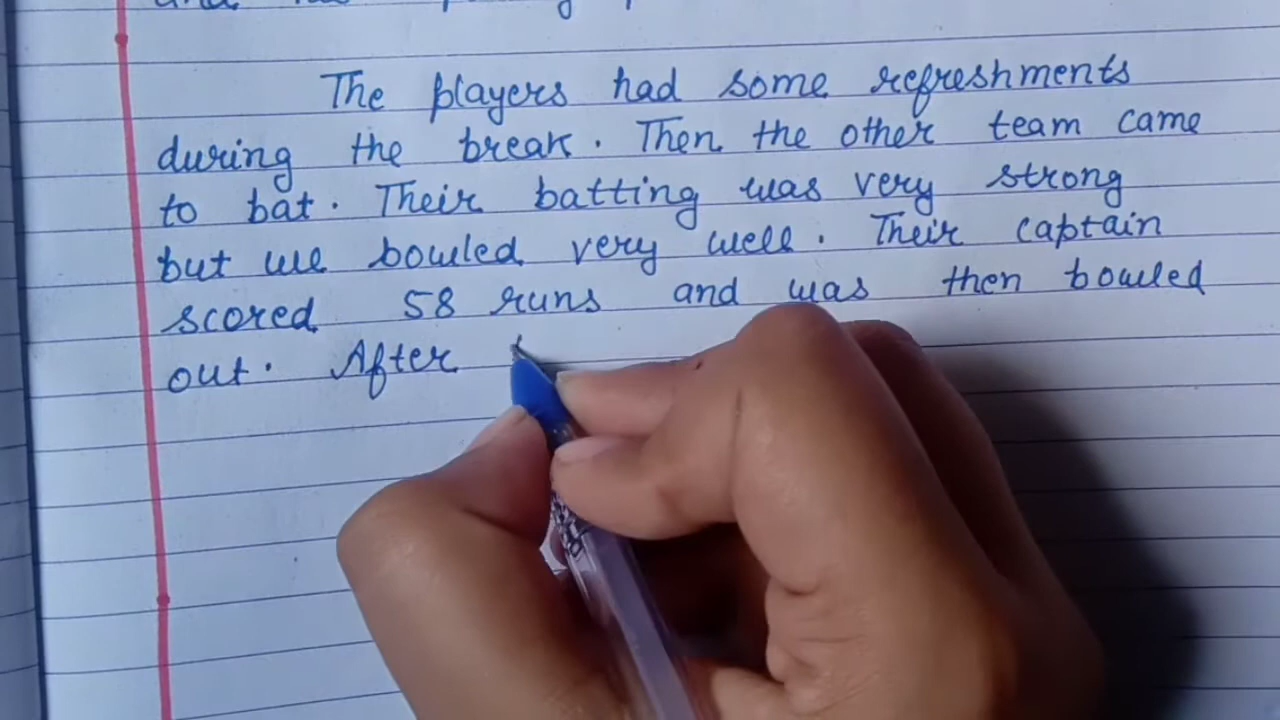 The players had some refreshments
during the break. Then the other team came
to bat. Their batting was very strong
but we bowled very well. Their captain
scored 58 runs and was then bowled
out. After